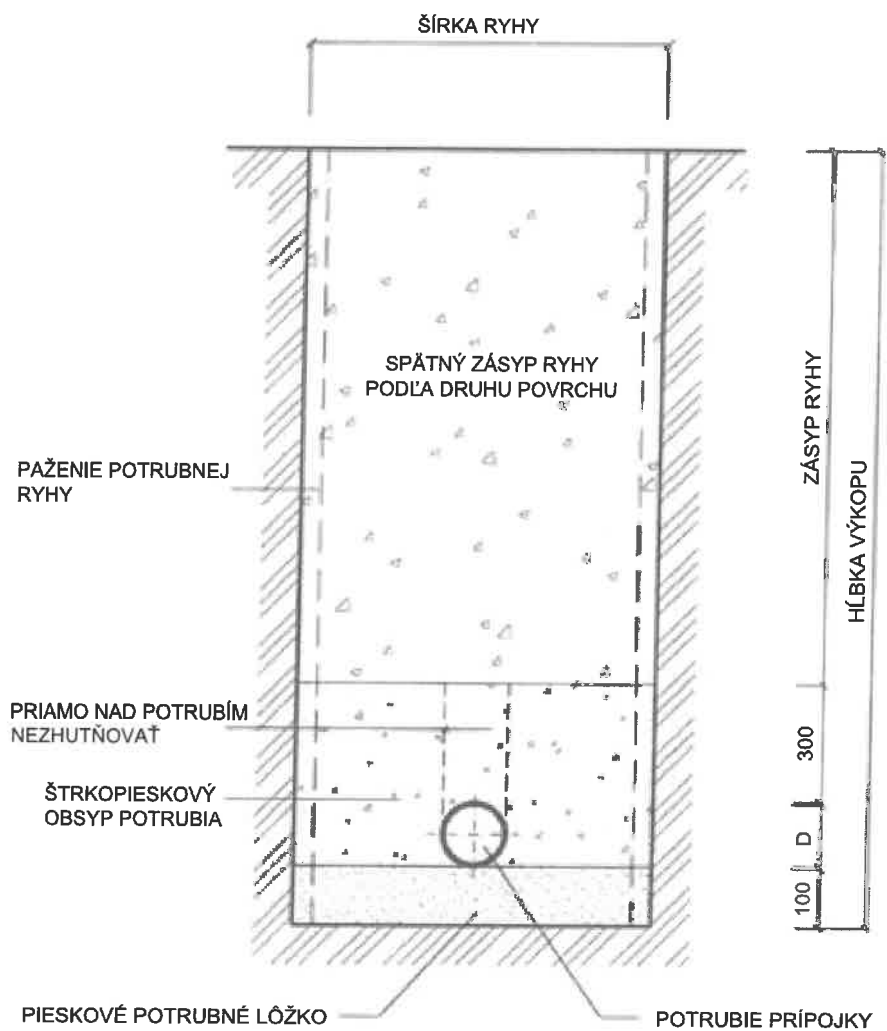 ŠÍRKA RYHY
SPÄTNÝ ZÁSYP RYHY
PODĽA DRUHU POVRCHU
ZÁSYP RYHY
HĹBKA VÝKOPU
PAŽENIE POTRUBNEJ
RYHY
PRIAMO NAD POTRUBÍM
NEZHUTŇOVAŤ
300
ŠTRKOPIESKOVÝ
OBSYP POTRUBIA
D
100
PIESKOVÉ POTRUBNÉ LÔŽKO
POTRUBIE PRÍPOJKY